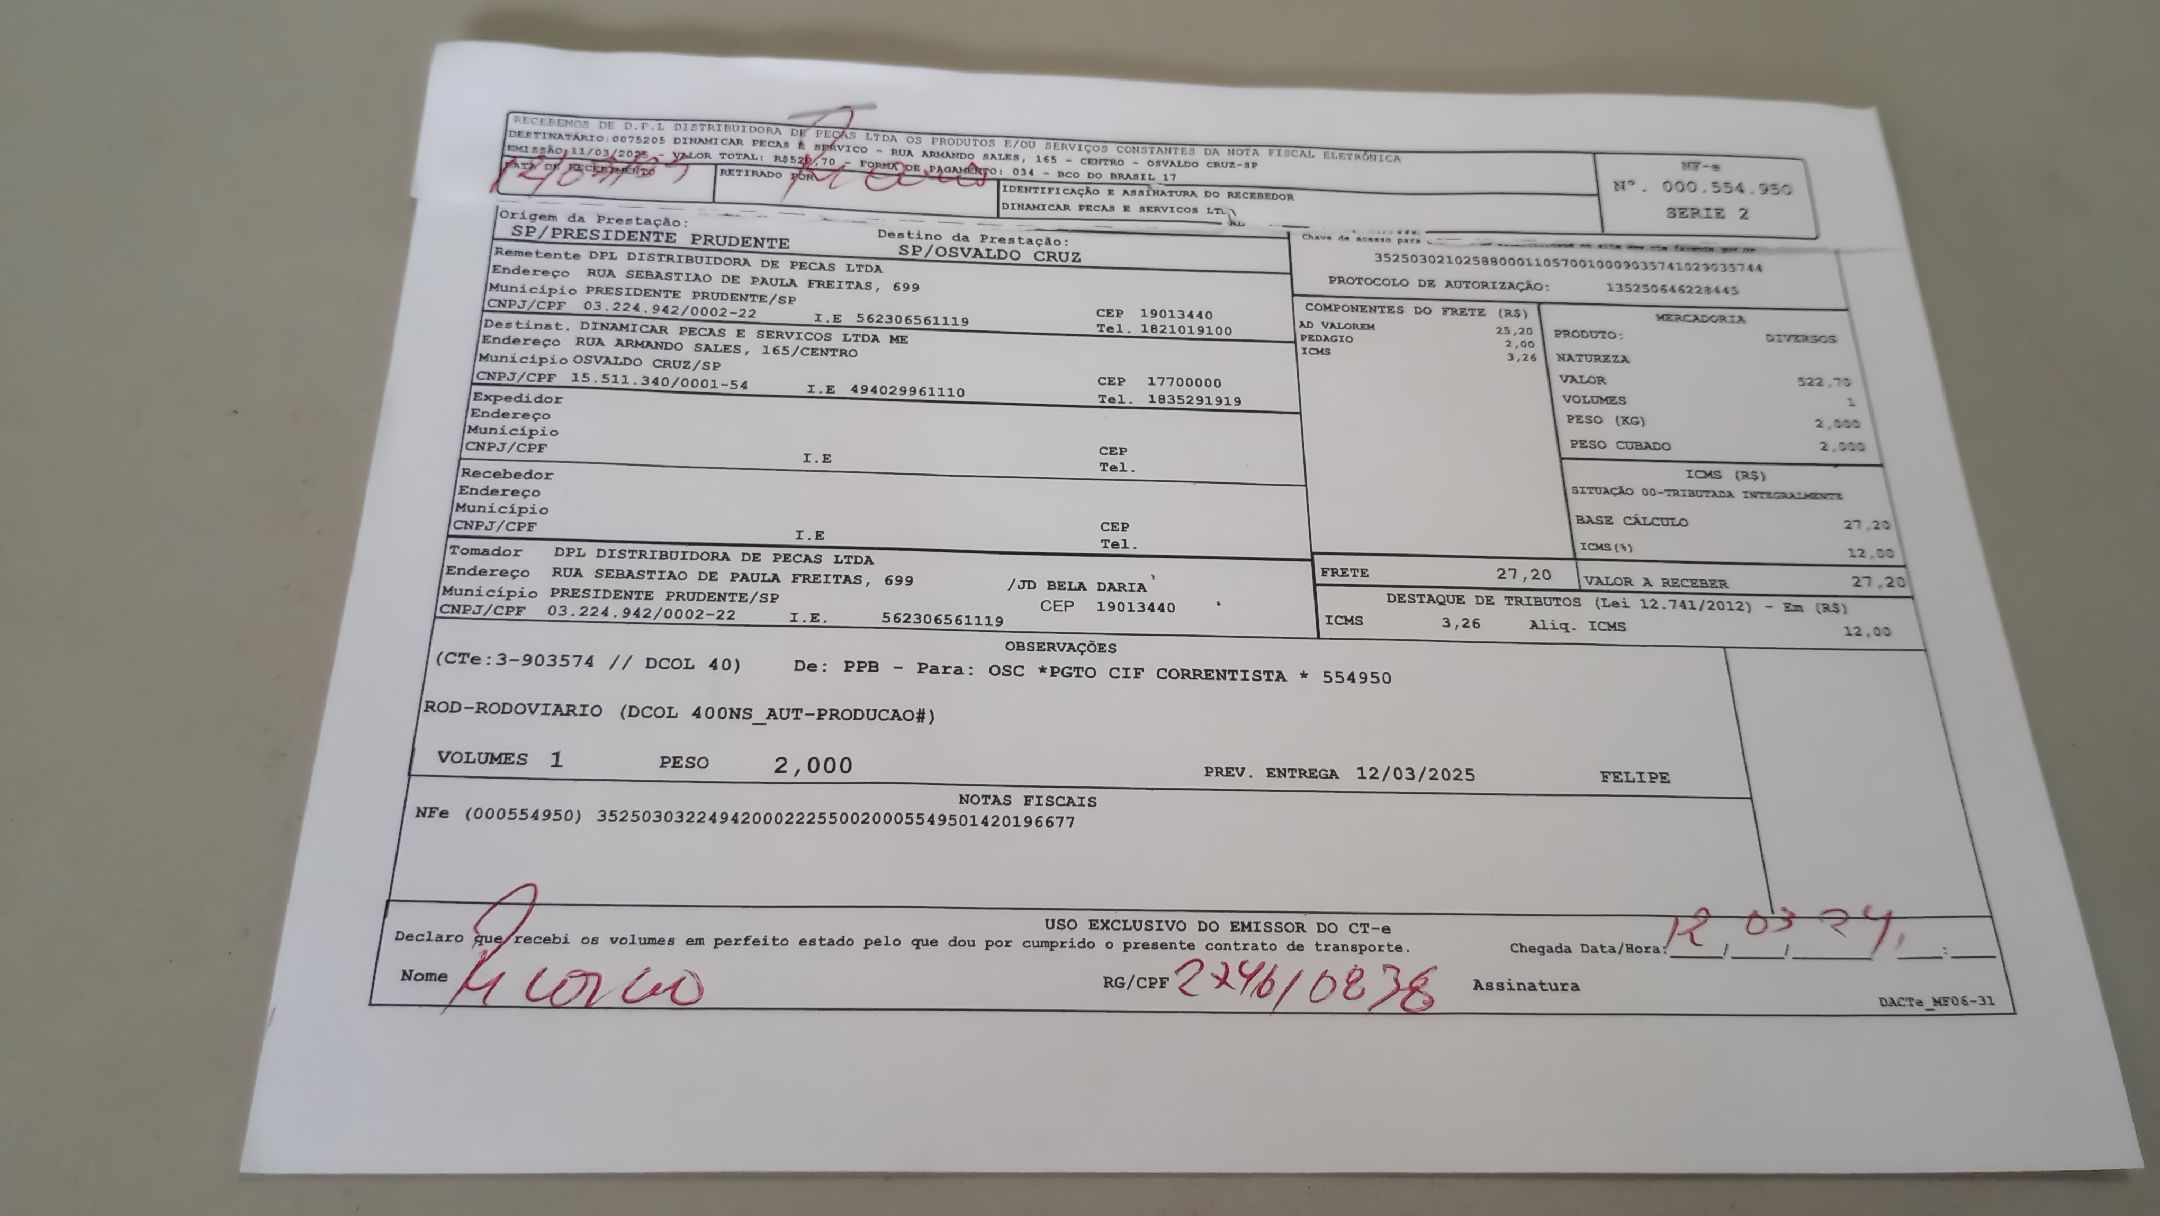 RECEBEMOS DE D.P.L DISTRIBUIDORA DE PEÇAS LTDA OS PRODUTOS E/OU SERVIÇOS CONSTANTES DA NOTA FISCAL ELETRÔNICA
DESTINATÁRIO:0075205 DINAMICAR PECAS E SERVICO - RUA ARMANDO SALES, 165 - CENTRO - OSVALDO CRUZ-SP
EMISSÃO:11/03/2025 - VALOR TOTAL: R$522,70 - FORMA DE PAGAMENTO: 034 - BCO DO BRASIL 17
DATA DE RECEBIMENTO
RETIRADO POR
IDENTIFICAÇÃO E ASSINATURA DO RECEBEDOR
DINAMICAR PECAS E SERVICOS
NF-e
Nº. 000.554.950
SERIE 2
Origem da Prestação:
SP/PRESIDENTE PRUDENTE
Destino da Prestação:
SP/OSVALDO CRUZ
Remetente DPL DISTRIBUIDORA DE PECAS LTDA
Endereço RUA SEBASTIAO DE PAULA FREITAS, 699
Município PRESIDENTE PRUDENTE/SP
CEP 19013440
CNPJ/CPF 03.224.942/0002-22 I.E 562306561119 Tel. 1821019100
Destinat. DINAMICAR PECAS E SERVICOS LTDA ME
Endereço RUA ARMANDO SALES, 165/CENTRO
Município OSVALDO CRUZ/SP CEP 17700000
CNPJ/CPF 15.511.340/0001-54 I.E 494029961110 Tel. 1835291919
Expedidor
Endereço
Município CEP
CNPJ/CPF I.E Tel.
Recebedor
Endereço
Município CEP
CNPJ/CPF I.E Tel.
Tomador DPL DISTRIBUIDORA DE PECAS LTDA
Endereço RUA SEBASTIAO DE PAULA FREITAS, 699 /JD BELA DARIA
Município PRESIDENTE PRUDENTE/SP CEP 19013440
CNPJ/CPF 03.224.942/0002-22 I.E. 562306561119
Chave de acesso para
35250302102588000110570010009035741029035744
PROTOCOLO DE AUTORIZAÇÃO: 135250646228445
COMPONENTES DO FRETE (R$)
AD VALOREM 25,20
PEDAGIO 2,00
ICMS 3,26
MERCADORIA
PRODUTO: DIVERSOS
NATUREZA
VALOR 522,70
VOLUMES 1
PESO (KG) 2,000
PESO CUBADO 2,000
ICMS (R$)
SITUAÇÃO 00-TRIBUTADA INTEGRALMENTE
BASE CÁLCULO 27,20
ICMS(%) 12,00
FRETE 27,20 VALOR A RECEBER 27,20
DESTAQUE DE TRIBUTOS (Lei 12.741/2012) - Em (R$)
ICMS 3,26 Aliq. ICMS 12,00
OBSERVAÇÕES
(CTe:3-903574 // DCOL 40) De: PPB - Para: OSC *PGTO CIF CORRENTISTA * 554950
ROD-RODOVIARIO (DCOL 400NS_AUT-PRODUCAO#)
VOLUMES 1 PESO 2,000 PREV. ENTREGA 12/03/2025 FELIPE
NOTAS FISCAIS
NFe (000554950) 35250303224942000222550020005549501420196677
USO EXCLUSIVO DO EMISSOR DO CT-e
Declaro que recebi os volumes em perfeito estado pelo que dou por cumprido o presente contrato de transporte.
Chegada Data/Hora: 12/03/24
Nome
RG/CPF 224610838 Assinatura
DACTe_MF06-31